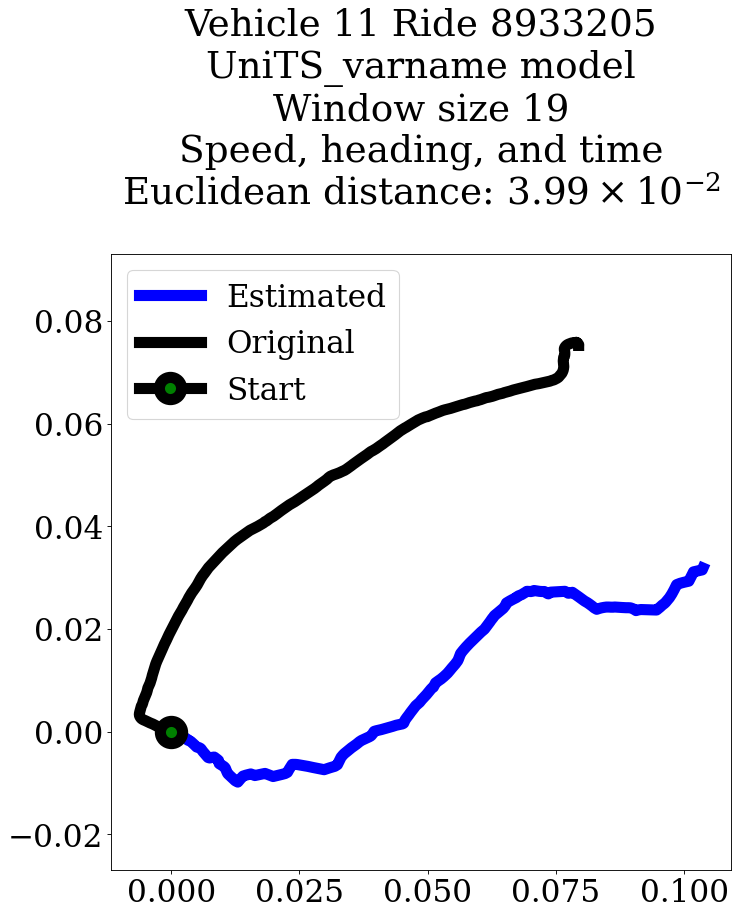 Vehicle 11 Ride 8933205
UniTS_varname model
Window size 19
Speed, heading, and time
Euclidean distance: $3.99 \times 10^{-2}$
Estimated
Original
Start
0.08
0.06
0.04
0.02
0.00
−0.02
0.000 0.025 0.050 0.075 0.100